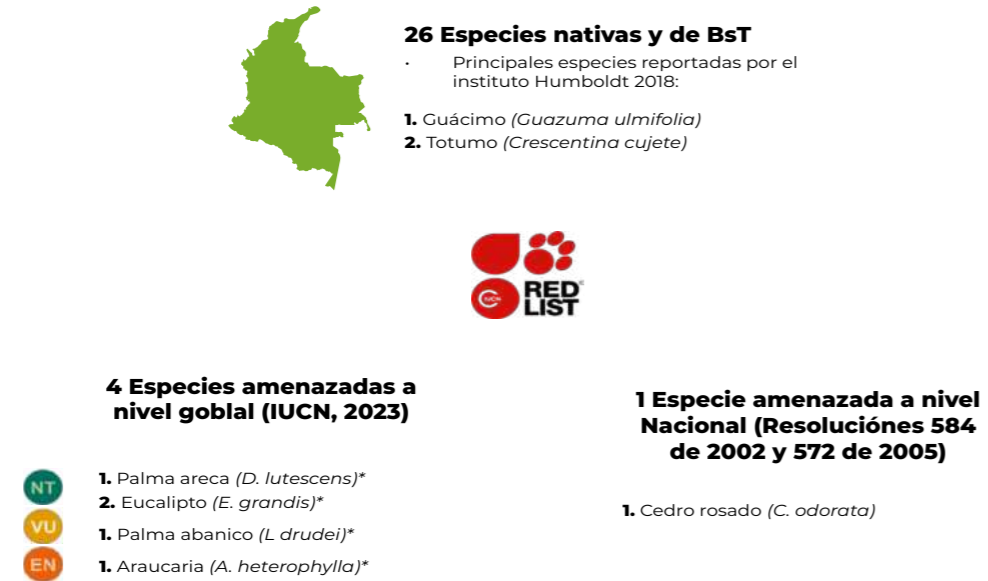 26 Especies nativas y de BsT
· Principales especies reportadas por el
instituto Humboldt 2018:
1. Guácimo (Guazuma ulmifolia)
2. Totumo (Crescentina cujete)
IUCN
RED
LIST
4 Especies amenazadas a
nivel goblal (IUCN, 2023)
NT
1. Palma areca (D. lutescens)*
2. Eucalipto (E. grandis)*
VU
1. Palma abanico (L drudei)*
EN
1. Araucaria (A. heterophylla)*
1 Especie amenazada a nivel
Nacional (Resoluciónes 584
de 2002 y 572 de 2005)
1. Cedro rosado (C. odorata)